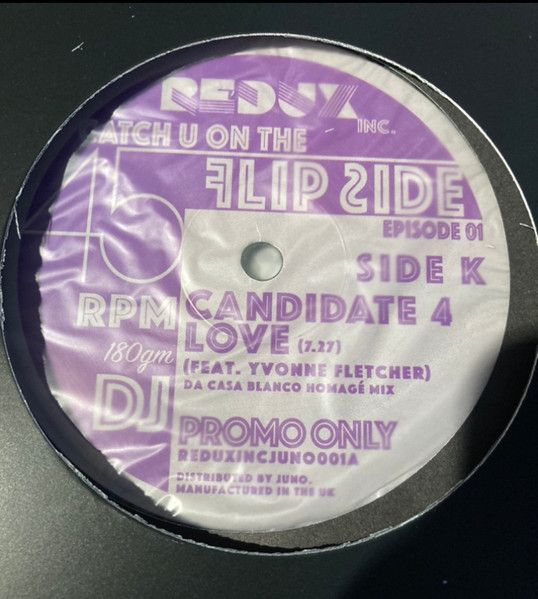 REDUX
INC.
CATCH U ON THE
FLIP SIDE
EPISODE 01
45
SIDE K
RPM
CANDIDATE 4
LOVE (7.27)
180gm
(FEAT. YVONNE FLETCHER)
DA CASA BLANCO HOMAGÉ MIX
DJ
PROMO ONLY
REDUXINCJUNO001A
DISTRIBUTED BY JUNO.
MANUFACTURED IN THE UK